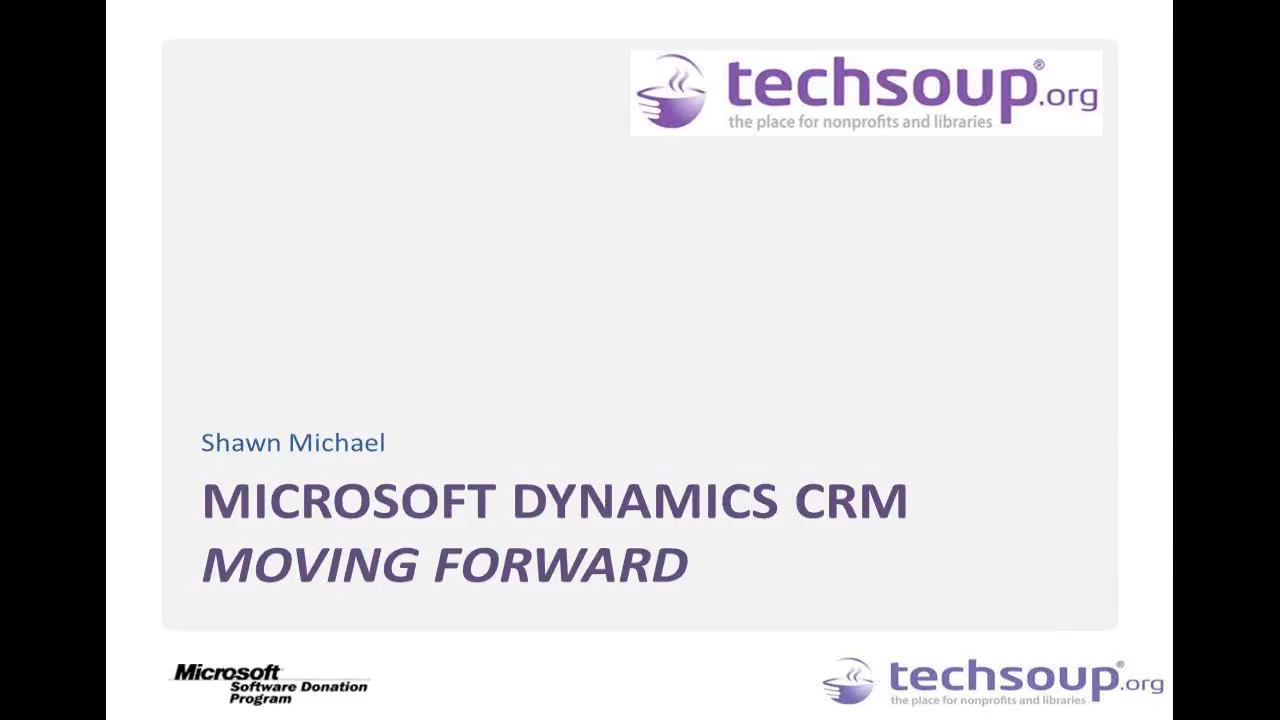 techsoup®.org
the place for nonprofits and libraries
Shawn Michael
MICROSOFT DYNAMICS CRM
MOVING FORWARD
Microsoft
Software Donation
Program
techsoup®.org
the place for nonprofits and libraries